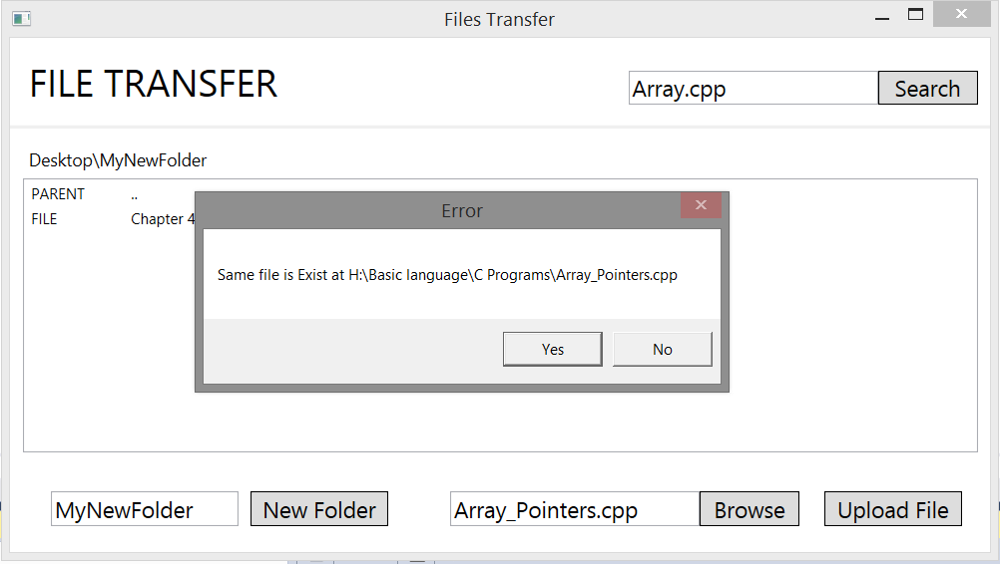 Files Transfer
FILE TRANSFER
Array.cpp Search
Desktop\MyNewFolder
PARENT ..
FILE Chapter 4
Error
Same file is Exist at H:\Basic language\C Programs\Array_Pointers.cpp
Yes No
MyNewFolder New Folder Array_Pointers.cpp Browse Upload File